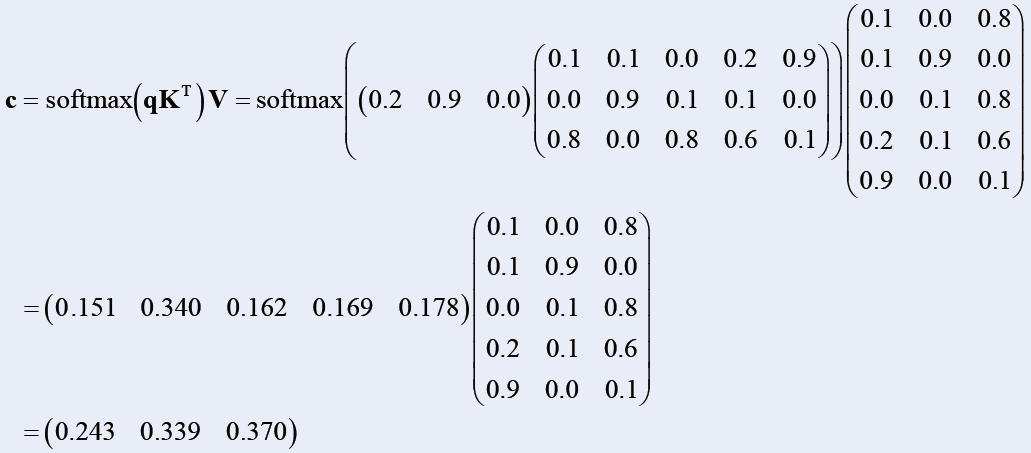 c = softmax(qKᵀ)V = softmax((0.2 0.9 0.0)(0.1 0.1 0.0 0.2 0.9; 0.0 0.9 0.1 0.1 0.0; 0.8 0.0 0.8 0.6 0.1))(0.1 0.0 0.8; 0.1 0.9 0.0; 0.0 0.1 0.8; 0.2 0.1 0.6; 0.9 0.0 0.1)
= (0.151 0.340 0.162 0.169 0.178)(0.1 0.0 0.8; 0.1 0.9 0.0; 0.0 0.1 0.8; 0.2 0.1 0.6; 0.9 0.0 0.1)
= (0.243 0.339 0.370)